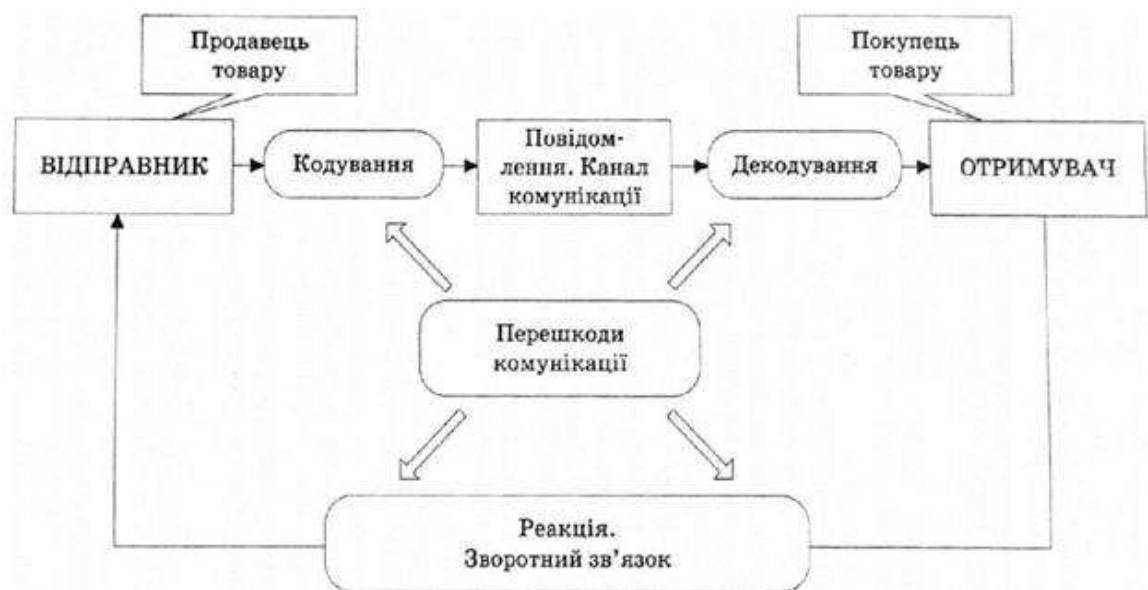 Продавець
товару
Покупець
товару
ВІДПРАВНИК
Кодування
Повідом-
лення. Канал
комунікації
Декодування
ОТРИМУВАЧ
Перешкоди
комунікації
Реакція.
Зворотний зв'язок